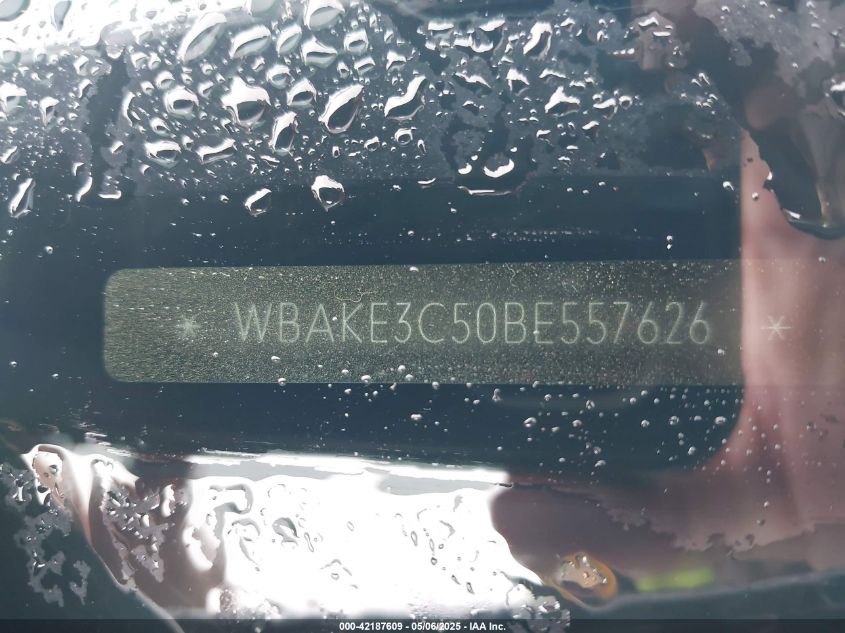 * WBAKE3C50BE557626 *
000-42187609 - 05/06/2025 - IAA Inc.